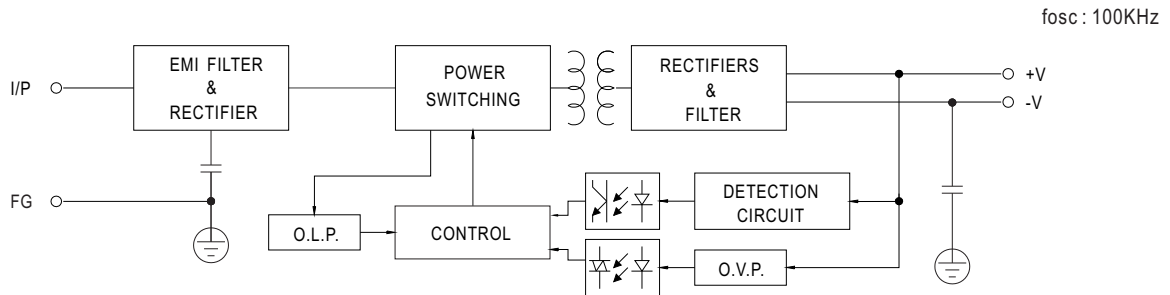 fosc : 100KHz
I/P
EMI FILTER
&
RECTIFIER
POWER
SWITCHING
RECTIFIERS
&
FILTER
+V
-V
FG
O.L.P.
CONTROL
DETECTION
CIRCUIT
O.V.P.